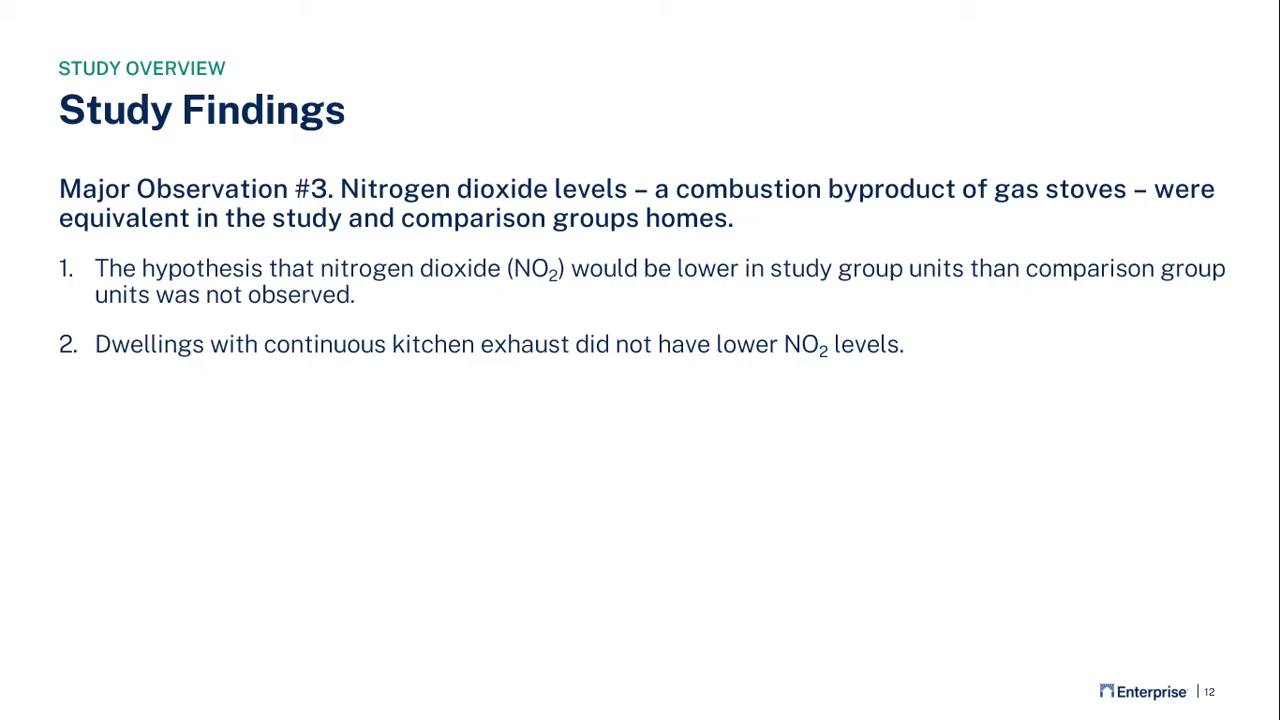 STUDY OVERVIEW
Study Findings
Major Observation #3. Nitrogen dioxide levels – a combustion byproduct of gas stoves – were
equivalent in the study and comparison groups homes.
1. The hypothesis that nitrogen dioxide (NO₂) would be lower in study group units than comparison group
units was not observed.
2. Dwellings with continuous kitchen exhaust did not have lower NO₂ levels.
Enterprise | 12